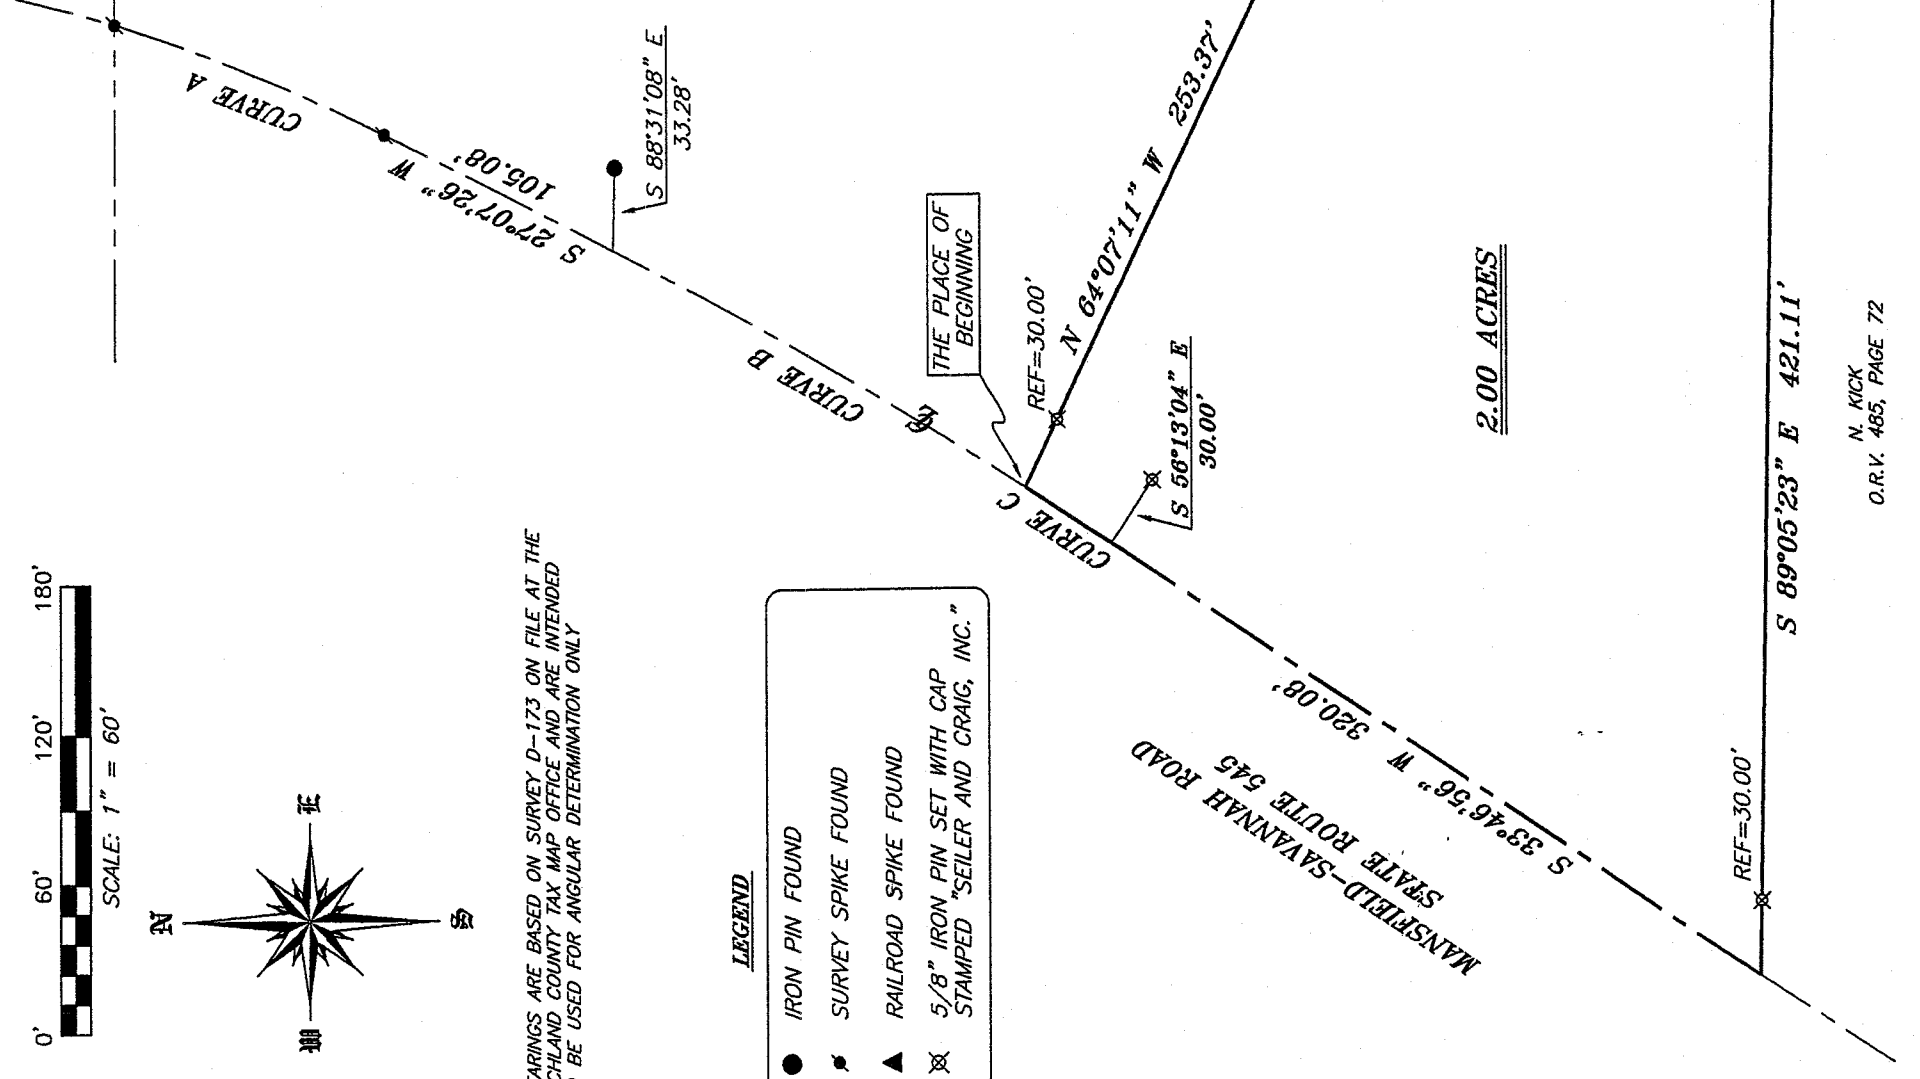 0' 60' 120' 180'
SCALE: 1" = 60'
N
E
S
W
ARINGS ARE BASED ON SURVEY D-173 ON FILE AT THE
CHLAND COUNTY TAX MAP OFFICE AND ARE INTENDED
BE USED FOR ANGULAR DETERMINATION ONLY
LEGEND
IRON PIN FOUND
SURVEY SPIKE FOUND
RAILROAD SPIKE FOUND
5/8" IRON PIN SET WITH CAP
STAMPED "SEILER AND CRAIG, INC."
CURVE A
S 27°07'26" W
105.08'
S 88°31'08" E
33.28'
CURVE B
CL
THE PLACE OF
BEGINNING
REF=30.00'
N 64°07'11" W 253.37'
CURVE C
S 56°13'04" E
30.00'
2.00 ACRES
S 33°46'56" W 320.08'
STATE ROUTE 545
MANSFIELD-SAVANNAH ROAD
REF=30.00'
S 89°05'23" E 421.11'
N. KICK
O.R.V. 485, PAGE 72